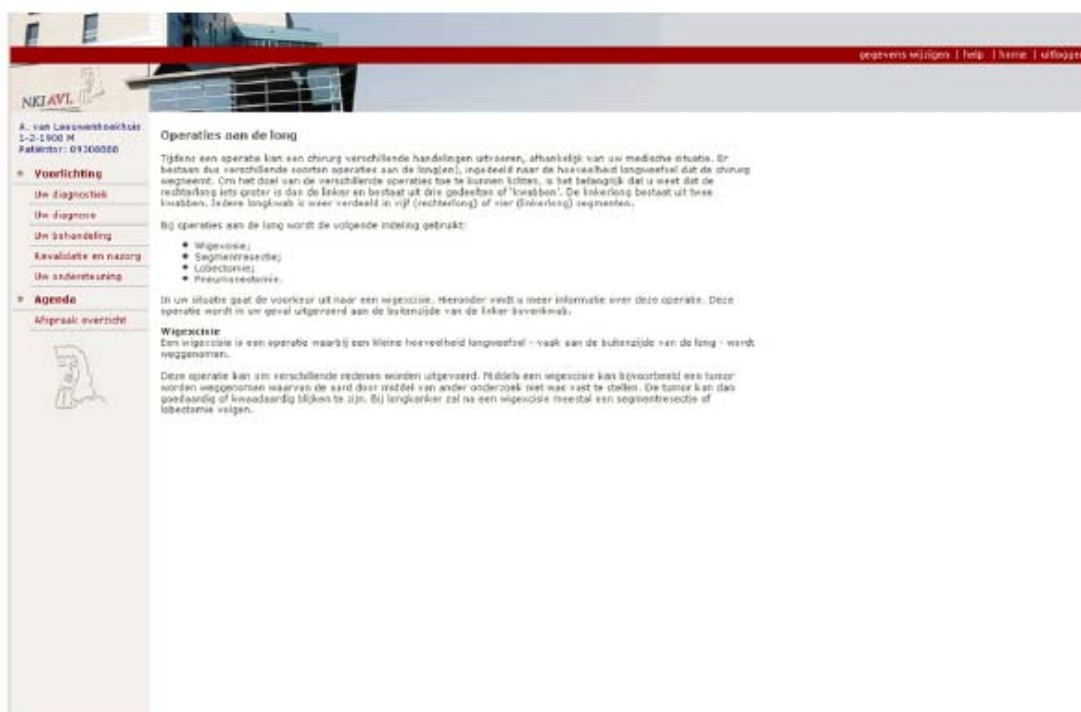 gegevens wijzigen | help | home | uitloggen
NKI AVL
A. van Leeuwenhoekhuis
1-2-1900 M
Voorlichting
Uw diagnostiek
Uw diagnose
Uw behandeling
Revalidatie en nazorg
Uw ondersteuning
Agenda
Afspraak overzicht
Operaties aan de long
Tijdens een operatie kan een chirurg verschillende handelingen uitvoeren, afhankelijk van uw medische situatie. Er
bestaan dus verschillende soorten operaties aan de long(en), ingedeeld naar de hoeveelheid longweefsel dat de chirurg
wegneemt. Om het doel van de verschillende operaties toe te kunnen lichten, is het belangrijk dat u weet dat de
rechterlong iets groter is dan de linker en bestaat uit drie gedeelten of 'kwabben'. De linkerlong bestaat uit twee
kwabben. Iedere longkwab is weer verdeeld in vijf (rechterlong) of vier (linkerlong) segmenten.
Bij operaties aan de long wordt de volgende indeling gebruikt:
Wigexcisie;
Segmentresectie;
Lobectomie;
Pneumonectomie.
In uw situatie gaat de voorkeur uit naar een wigexcisie. Hieronder vindt u meer informatie over deze operatie. Deze
operatie wordt in uw geval uitgevoerd aan de buitenzijde van de linker bovenkwab.
Wigexcisie
Een wigexcisie is een operatie waarbij een kleine hoeveelheid longweefsel - vaak aan de buitenzijde van de long - wordt
weggenomen.
Deze operatie kan om verschillende redenen worden uitgevoerd. Middels een wigexcisie kan bijvoorbeeld een tumor
worden weggenomen waarvan de aard door middel van ander onderzoek niet was vast te stellen. De tumor kan dan
goedaardig of kwaadaardig blijken te zijn. Bij longkanker zal na een wigexcisie meestal een segmentresectie of
lobectomie volgen.